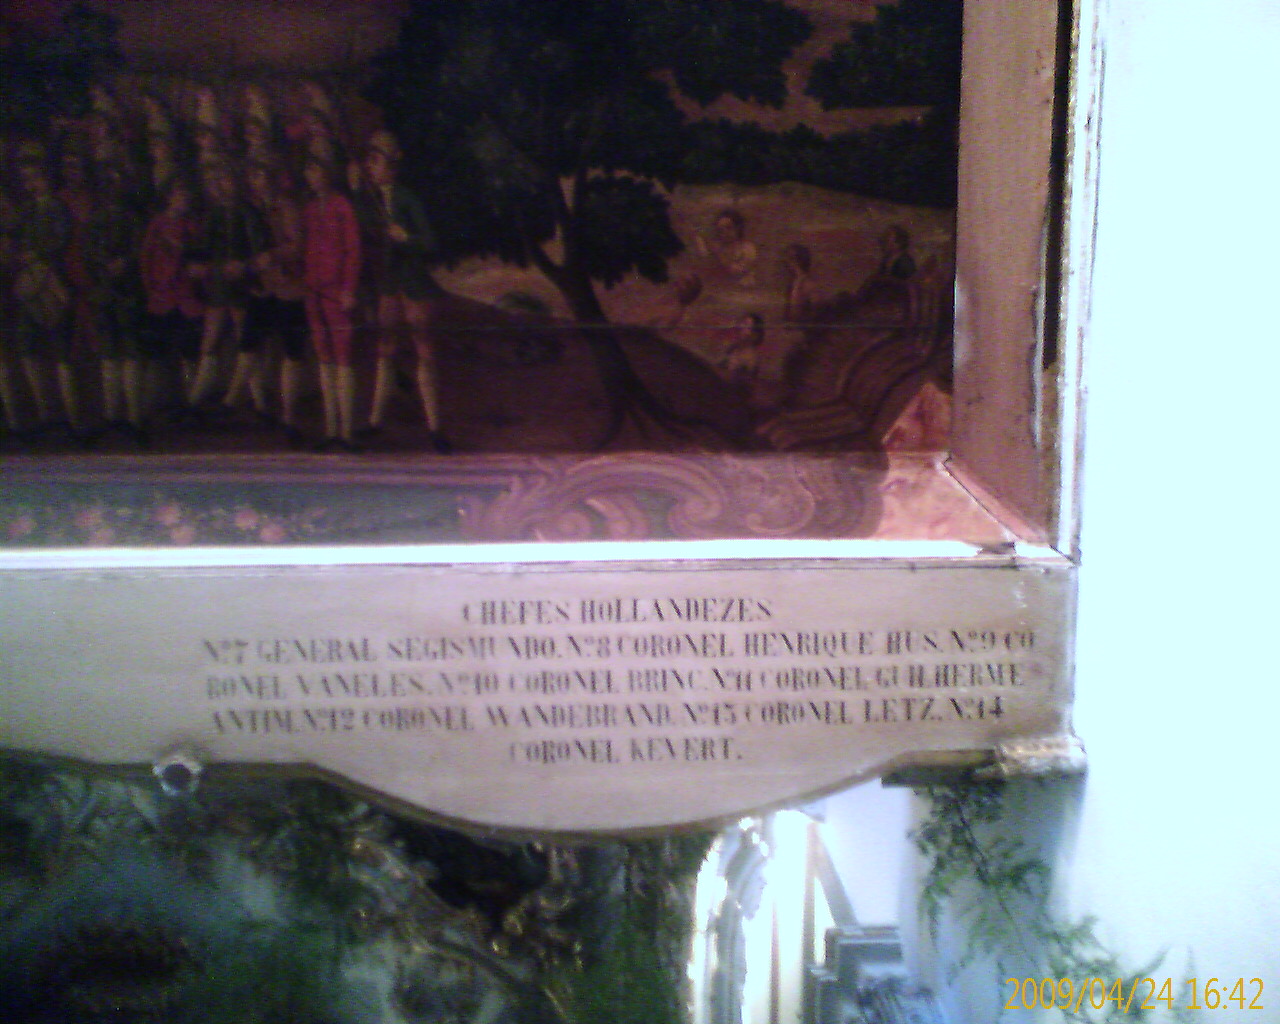 CHEFES HOLLANDEZES
Nº7 GENERAL SEGISMUNDO. Nº8 CORONEL HENRIQUE HUS. Nº9 CO
RONEL VANELES. Nº10 CORONEL BRINC. Nº11 CORONEL GUILHERME
ANTIM. Nº12 CORONEL WANDEBRAND. Nº13 CORONEL LETZ. Nº14
CORONEL KEVERT.
2009/04/24 16:42